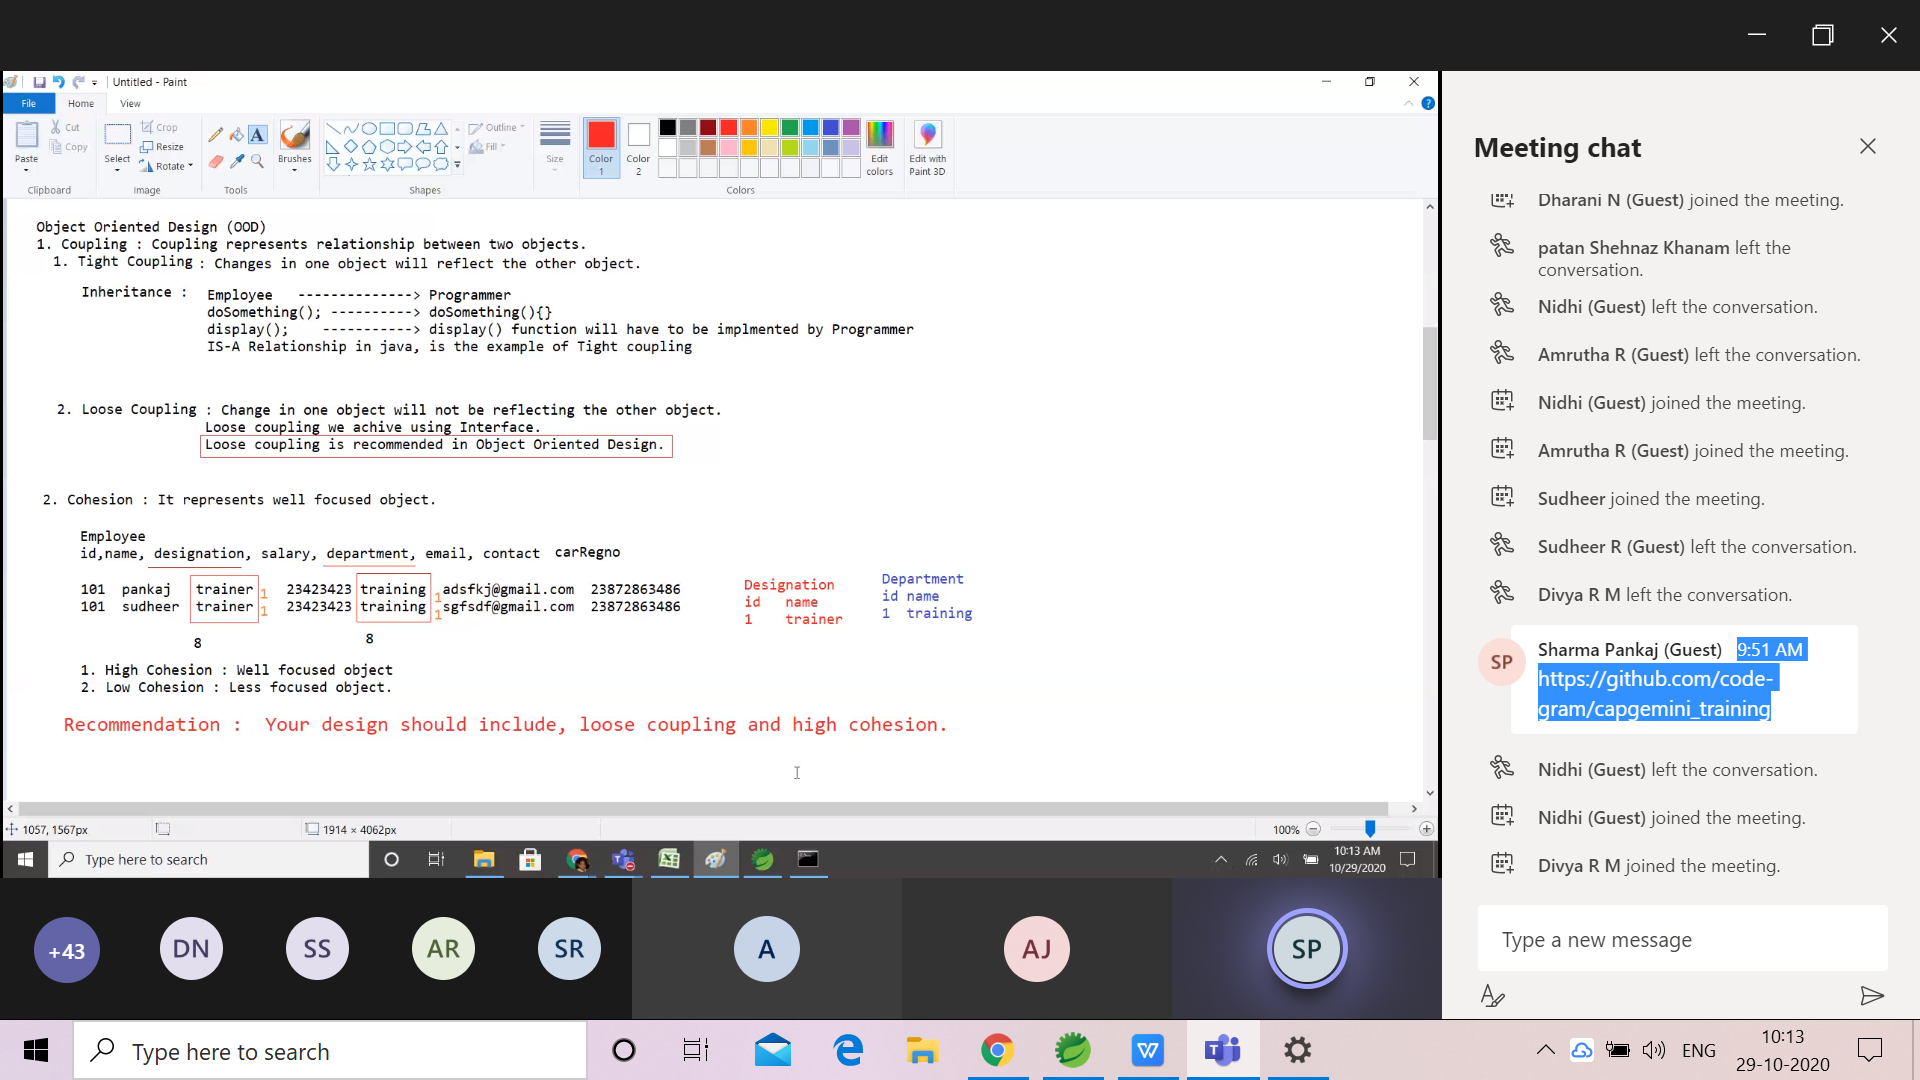 Untitled - Paint
File Home View
Paste
Cut
Copy
Clipboard
Select
Crop
Resize
Rotate
Image
Tools
Brushes
Shapes
Outline
Fill
Size
Color 1
Color 2
Colors
Edit colors
Edit with Paint 3D
Object Oriented Design (OOD)
1. Coupling : Coupling represents relationship between two objects.
1. Tight Coupling : Changes in one object will reflect the other object.
Inheritance : Employee --------------> Programmer
doSomething(); ----------> doSomething(){}
display(); -----------> display() function will have to be implmented by Programmer
IS-A Relationship in java, is the example of Tight coupling
2. Loose Coupling : Change in one object will not be reflecting the other object.
Loose coupling we achive using Interface.
Loose coupling is recommended in Object Oriented Design.
2. Cohesion : It represents well focused object.
Employee
id,name, designation, salary, department, email, contact carRegno
101 pankaj trainer 1 23423423 training 1 adsfkj@gmail.com 23872863486
101 sudheer trainer 1 23423423 training 1 sgfsdf@gmail.com 23872863486
8 8
Designation
id name
1 trainer
Department
id name
1 training
1. High Cohesion : Well focused object
2. Low Cohesion : Less focused object.
Recommendation : Your design should include, loose coupling and high cohesion.
1057, 1567px
1914 × 4062px
100%
Type here to search
10:13 AM
10/29/2020
+43
DN
SS
AR
SR
A
AJ
SP
Meeting chat
Dharani N (Guest) joined the meeting.
patan Shehnaz Khanam left the
conversation.
Nidhi (Guest) left the conversation.
Amrutha R (Guest) left the conversation.
Nidhi (Guest) joined the meeting.
Amrutha R (Guest) joined the meeting.
Sudheer joined the meeting.
Sudheer R (Guest) left the conversation.
Divya R M left the conversation.
SP
Sharma Pankaj (Guest) 9:51 AM
https://github.com/code-
gram/capgemini_training
Nidhi (Guest) left the conversation.
Nidhi (Guest) joined the meeting.
Divya R M joined the meeting.
Type a new message
Type here to search
ENG
10:13
29-10-2020